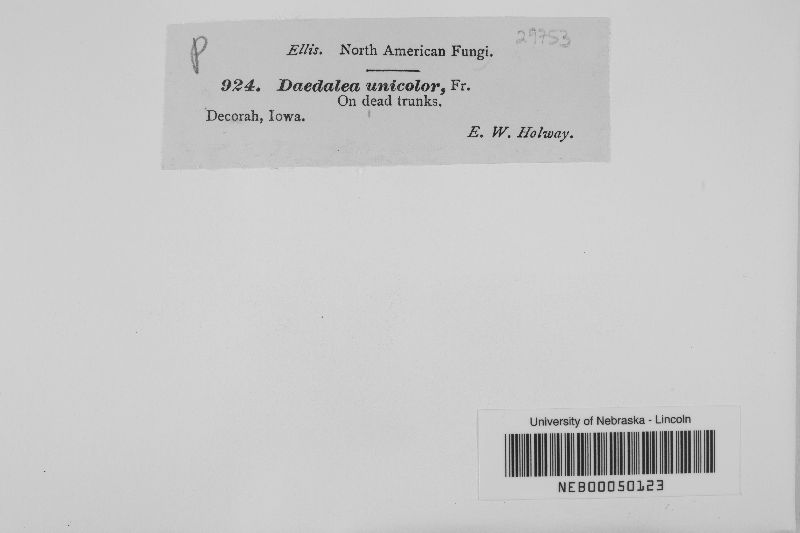 P
29753
Ellis. North American Fungi.
924. Daedalea unicolor, Fr.
On dead trunks.
Decorah, Iowa.
E. W. Holway.
University of Nebraska - Lincoln
NEB00050123